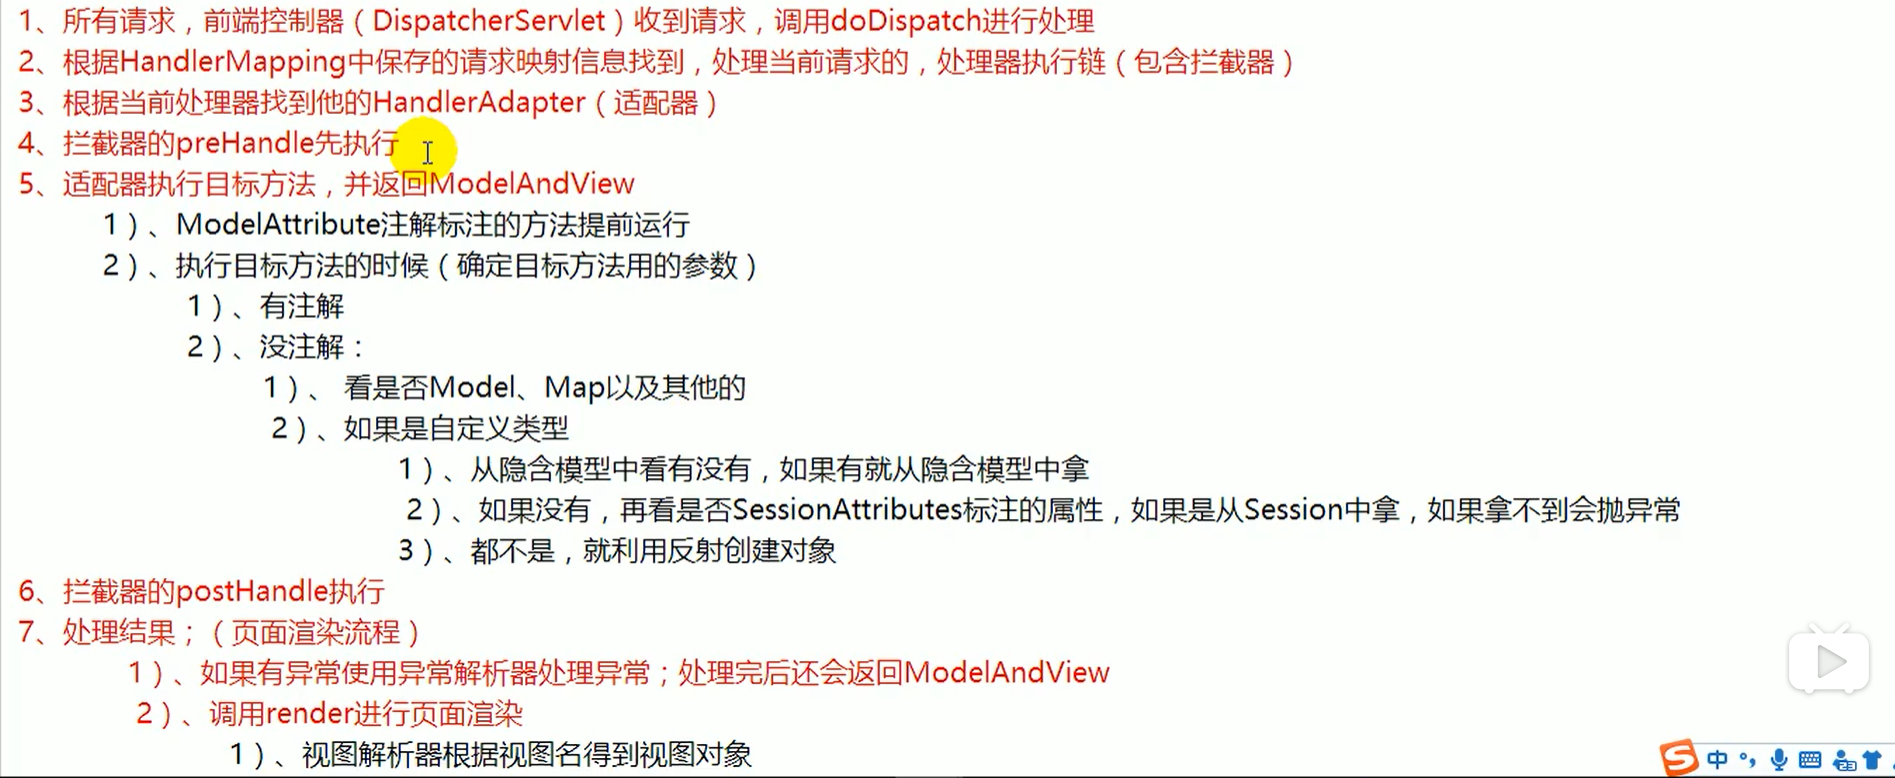 1、所有请求，前端控制器（DispatcherServlet）收到请求，调用doDispatch进行处理
2、根据HandlerMapping中保存的请求映射信息找到，处理当前请求的，处理器执行链（包含拦截器）
3、根据当前处理器找到他的HandlerAdapter（适配器）
4、拦截器的preHandle先执行
5、适配器执行目标方法，并返回ModelAndView
1）、ModelAttribute注解标注的方法提前运行
2）、执行目标方法的时候（确定目标方法用的参数）
1）、有注解
2）、没注解：
1）、 看是否Model、Map以及其他的
2）、如果是自定义类型
1）、从隐含模型中看有没有，如果有就从隐含模型中拿
2）、如果没有，再看是否SessionAttributes标注的属性，如果是从Session中拿，如果拿不到会抛异常
3）、都不是，就利用反射创建对象
6、拦截器的postHandle执行
7、处理结果；（页面渲染流程）
1）、如果有异常使用异常解析器处理异常；处理完后还会返回ModelAndView
2）、调用render进行页面渲染
1）、视图解析器根据视图名得到视图对象
S中